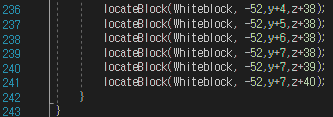 236 locateBlock(Whiteblock, -52,y+4,z+38);
237 locateBlock(Whiteblock, -52,y+5,z+38);
238 locateBlock(Whiteblock, -52,y+6,z+38);
239 locateBlock(Whiteblock, -52,y+7,z+38);
240 locateBlock(Whiteblock, -52,y+7,z+39);
241 locateBlock(Whiteblock, -52,y+7,z+40);
242 }
243 }